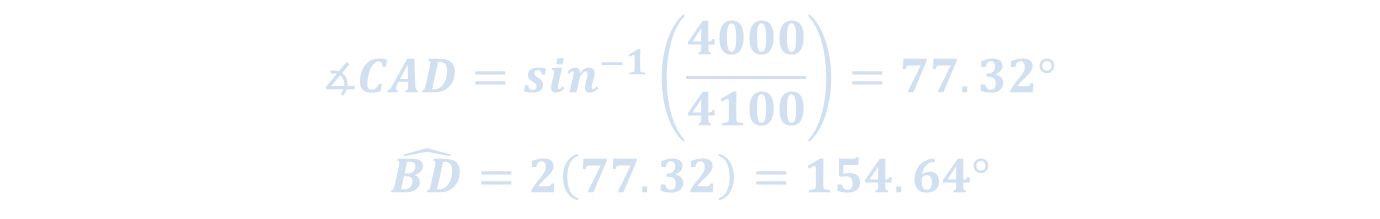 ∡CAD = sin⁻¹(4000/4100) = 77.32°
B͡D = 2(77.32) = 154.64°